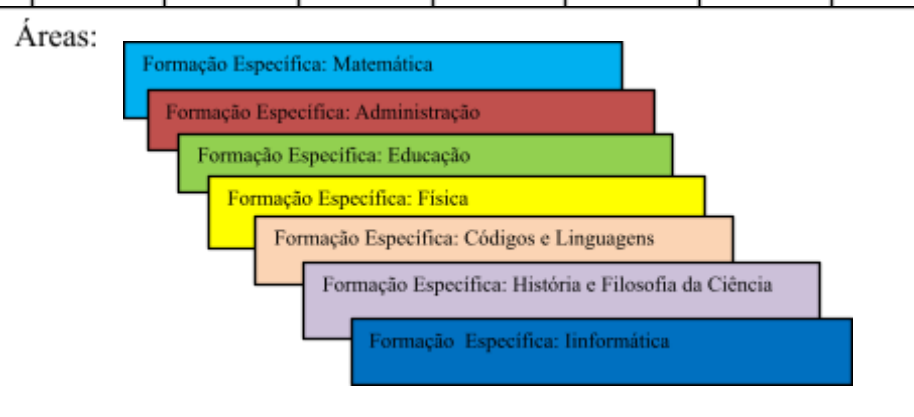 Áreas:
Formação Específica: Matemática
Formação Específica: Administração
Formação Específica: Educação
Formação Específica: Física
Formação Específica: Códigos e Linguagens
Formação Específica: História e Filosofia da Ciência
Formação Específica: Iinformática